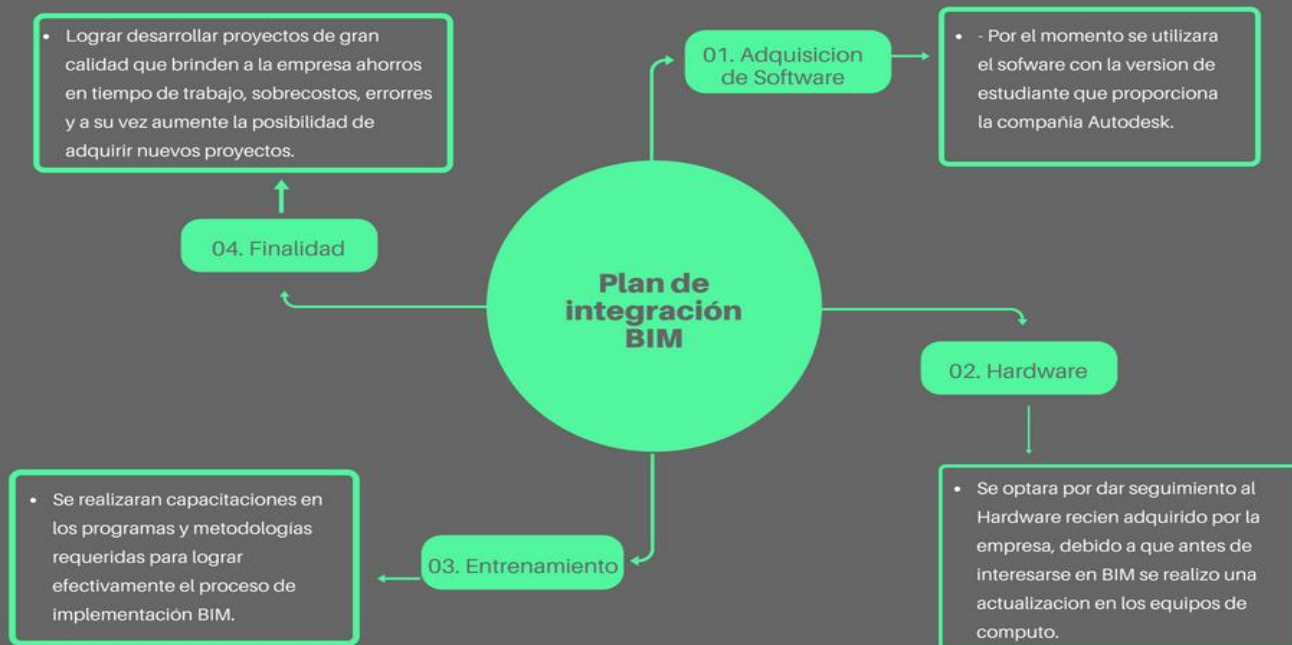 Plan de
integración
BIM
01. Adquisicion
de Software
• - Por el momento se utilizara
el sofware con la version de
estudiante que proporciona
la compañia Autodesk.
02. Hardware
• Se optara por dar seguimiento al
Hardware recien adquirido por la
empresa, debido a que antes de
interesarse en BIM se realizo una
actualizacion en los equipos de
computo.
03. Entrenamiento
• Se realizaran capacitaciones en
los programas y metodologías
requeridas para lograr
efectivamente el proceso de
implementación BIM.
04. Finalidad
• Lograr desarrollar proyectos de gran
calidad que brinden a la empresa ahorros
en tiempo de trabajo, sobrecostos, errorres
y a su vez aumente la posibilidad de
adquirir nuevos proyectos.